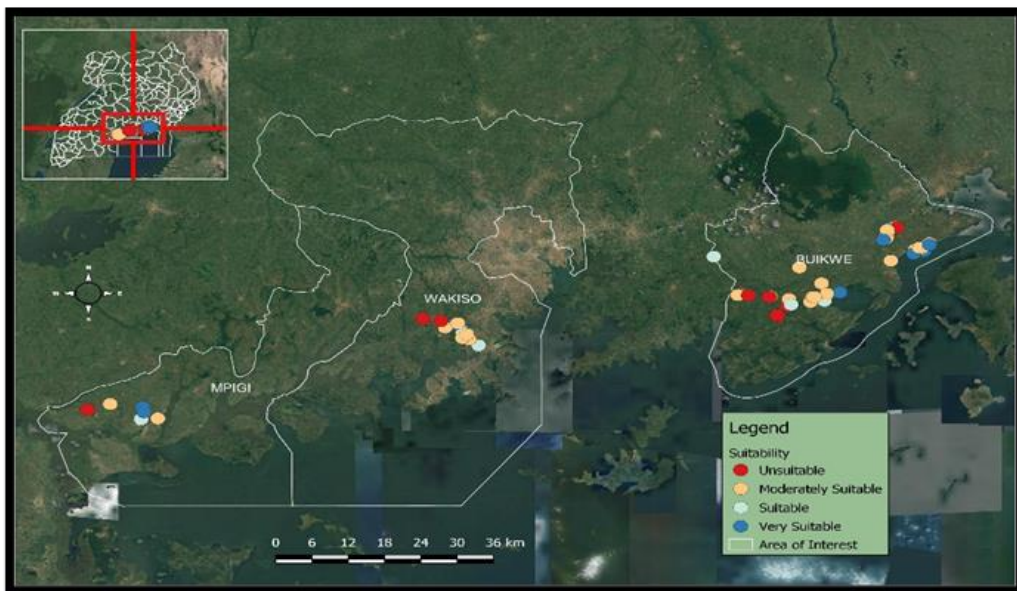 BUIKWE
WAKISO
MPIGI
Legend
Suitability
Unsuitable
Moderately Suitable
Suitable
Very Suitable
Area of Interest
0 6 12 18 24 30 36 km